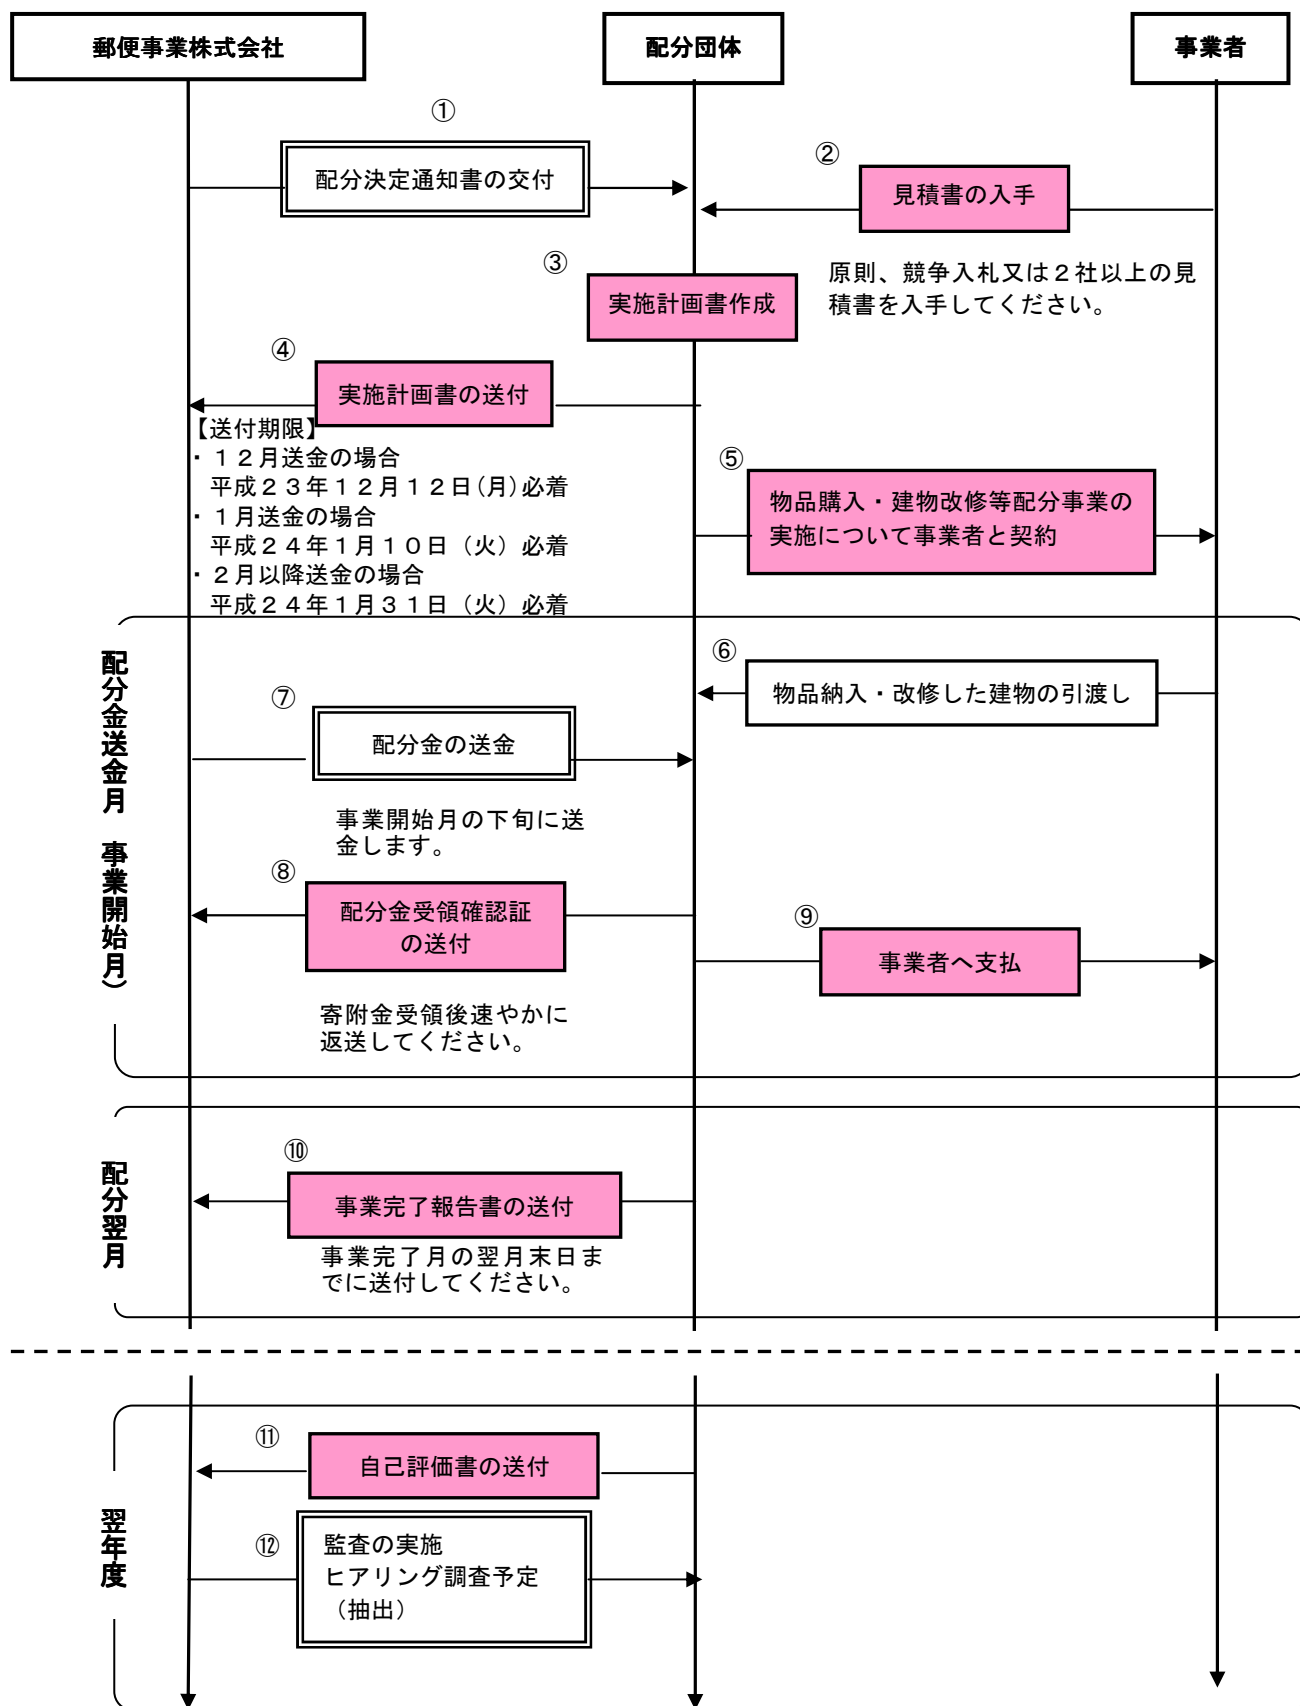 郵便事業株式会社
配分団体
事業者
①
配分決定通知書の交付
②
見積書の入手
原則、競争入札又は２社以上の見
積書を入手してください。
③
実施計画書作成
④
実施計画書の送付
【送付期限】
・１２月送金の場合
平成２３年１２月１２日(月)必着
・１月送金の場合
平成２４年１月１０日（火）必着
・２月以降送金の場合
平成２４年１月３１日（火）必着
⑤
物品購入・建物改修等配分事業の
実施について事業者と契約
配分金送金月　事業開始月）
⑥
物品納入・改修した建物の引渡し
⑦
配分金の送金
事業開始月の下旬に送
金します。
⑧
配分金受領確認証
の送付
寄附金受領後速やかに
返送してください。
⑨
事業者へ支払
配分翌月
⑩
事業完了報告書の送付
事業完了月の翌月末日ま
でに送付してください。
翌年度
⑪
自己評価書の送付
⑫
監査の実施
ヒアリング調査予定
（抽出）